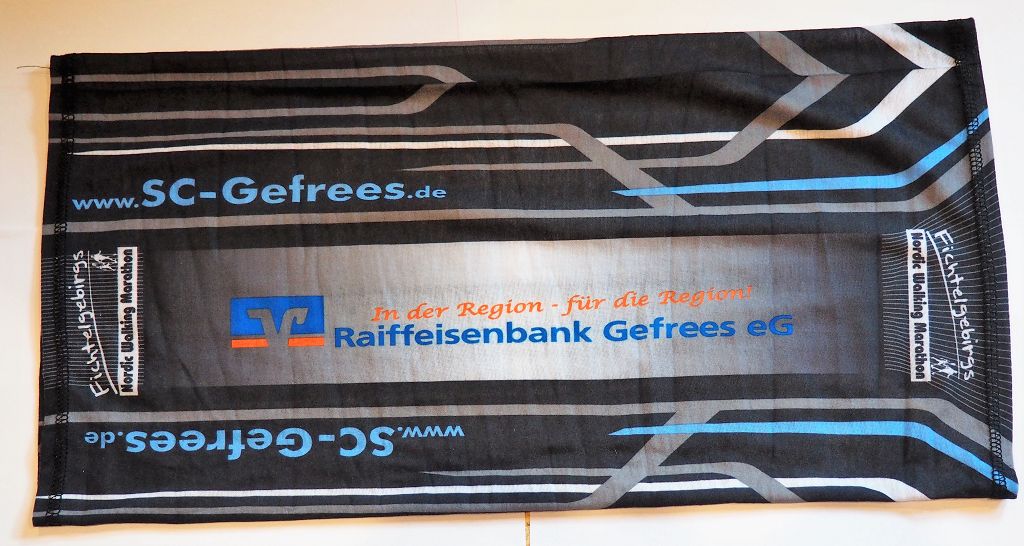 www.SC-Gefrees.de
Fichtelgebirgs
Nordic Walking Marathon
In der Region - für die Region!
Raiffeisenbank Gefrees eG
Fichtelgebirgs
Nordic Walking Marathon
www.SC-Gefrees.de